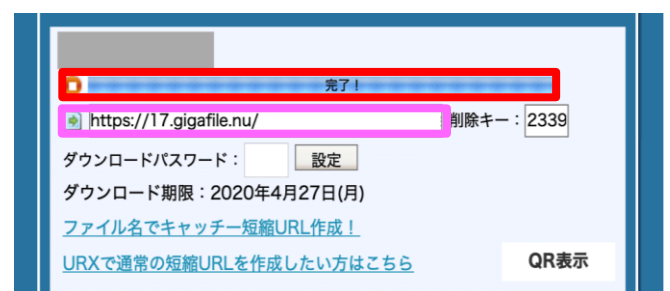 完了！
https://17.gigafile.nu/ 削除キー：2339
ダウンロードパスワード： 設定
ダウンロード期限：2020年4月27日(月)
ファイル名でキャッチー短縮URL作成！
URXで通常の短縮URLを作成したい方はこちら QR表示